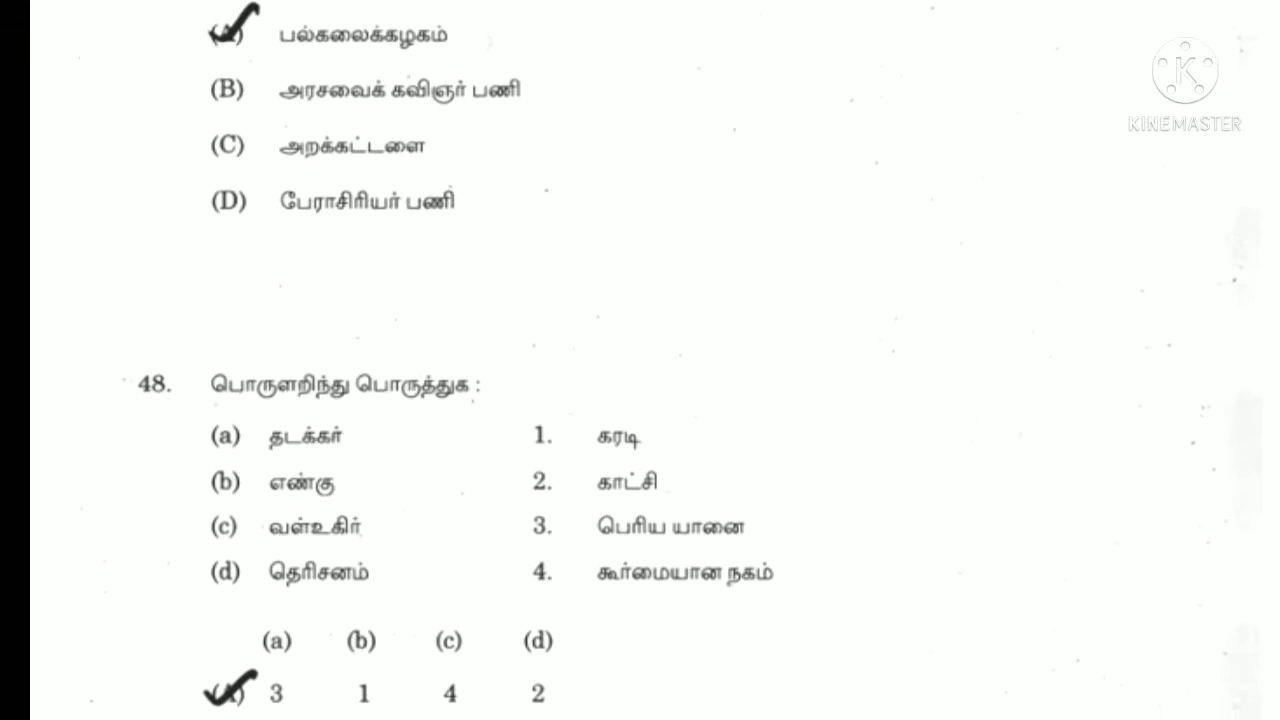 (A) பல்கலைக்கழகம்
(B) அரசவைக் கவிஞர் பணி
(C) அறக்கட்டளை
(D) பேராசிரியர் பணி
KINEMASTER
48. பொருளறிந்து பொருத்துக :
(a) தடக்கர் 1. கரடி
(b) எண்கு 2. காட்சி
(c) வள்உகிர் 3. பெரிய யானை
(d) தெரிசனம் 4. கூர்மையான நகம்
(a) (b) (c) (d)
(A) 3 1 4 2